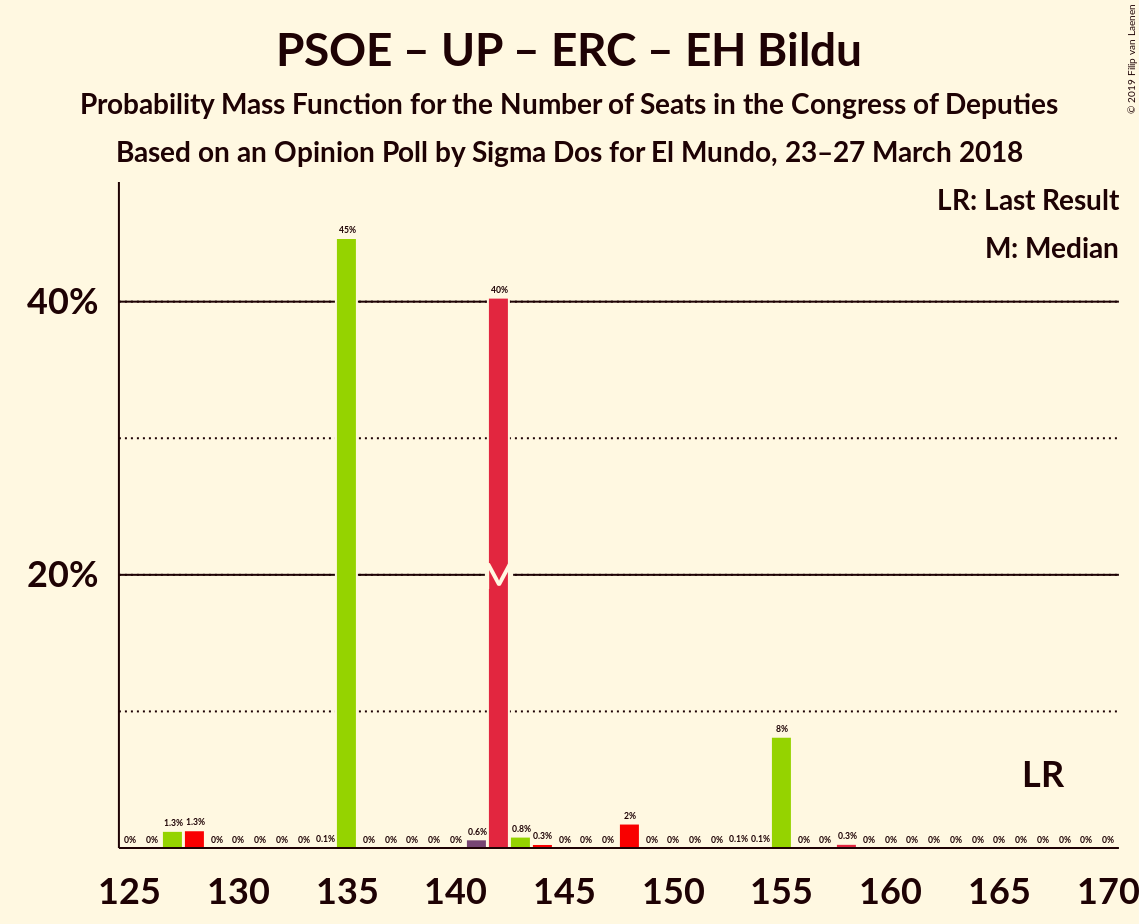 PSOE – UP – ERC – EH Bildu
Probability Mass Function for the Number of Seats in the Congress of Deputies
Based on an Opinion Poll by Sigma Dos for El Mundo, 23–27 March 2018
© 2019 Filip van Laenen
LR: Last Result
M: Median
40%
20%
0% 0% 1.3% 1.3% 0% 0% 0% 0% 0% 0.1% 45% 0% 0% 0% 0% 0% 0.6% 40% 0.8% 0.3% 0% 0% 0% 2% 0% 0% 0% 0% 0.1% 0.1% 8% 0% 0% 0.3% 0% 0% 0% 0% 0% 0% 0% 0% 0% 0% 0% 0%
LR
M
125 130 135 140 145 150 155 160 165 170